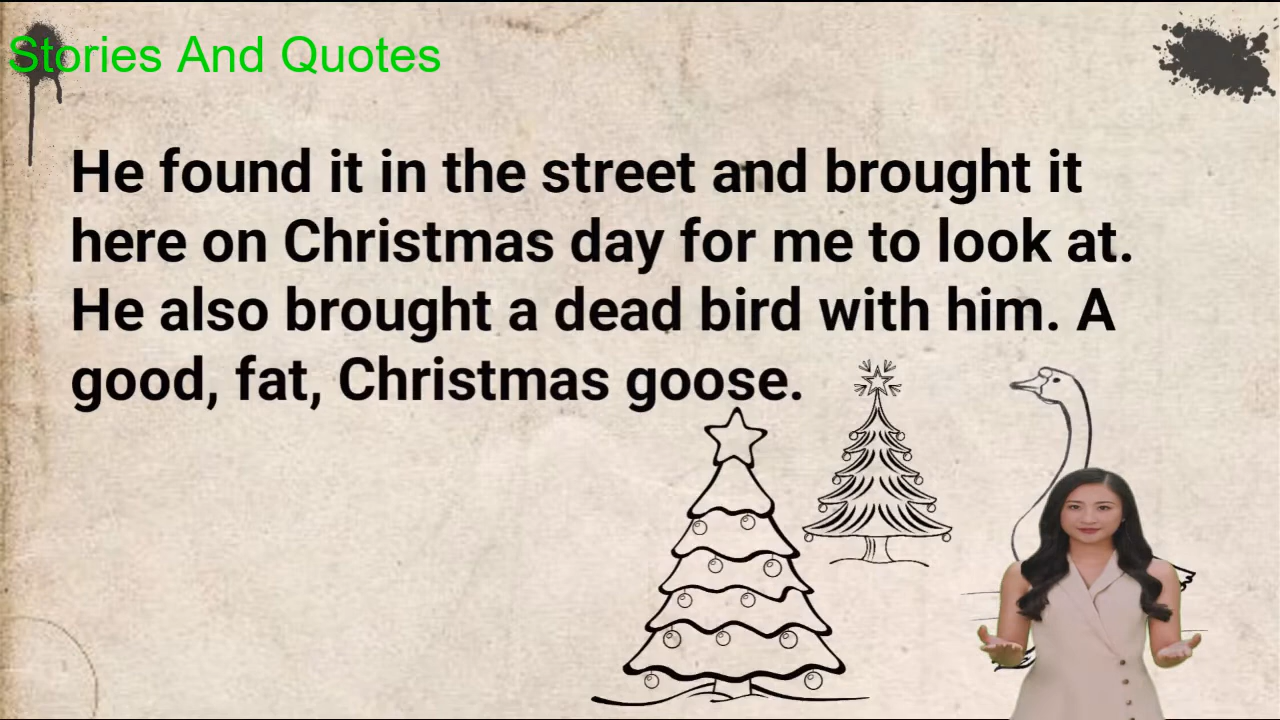 Stories And Quotes
He found it in the street and brought it
here on Christmas day for me to look at.
He also brought a dead bird with him. A
good, fat, Christmas goose.